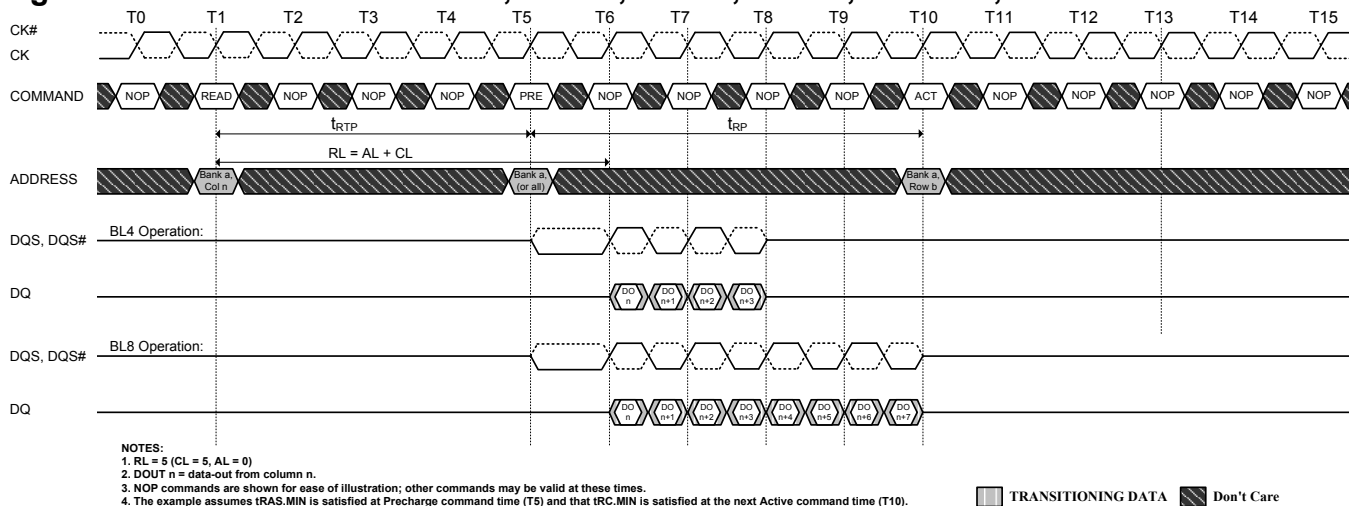 T0 T1 T2 T3 T4 T5 T6 T7 T8 T9 T10 T11 T12 T13 T14 T15
CK#
CK
COMMAND NOP READ NOP NOP NOP PRE NOP NOP NOP NOP ACT NOP NOP NOP NOP NOP
tRTP tRP
RL = AL + CL
ADDRESS Bank a, Col n Bank a, (or all) Bank a, Row b
BL4 Operation:
DQS, DQS#
DQ DO n DO n+1 DO n+2 DO n+3
BL8 Operation:
DQS, DQS#
DQ DO n DO n+1 DO n+2 DO n+3 DO n+4 DO n+5 DO n+6 DO n+7
NOTES:
1. RL = 5 (CL = 5, AL = 0)
2. DOUT n = data-out from column n.
3. NOP commands are shown for ease of illustration; other commands may be valid at these times.
4. The example assumes tRAS.MIN is satisfied at Precharge command time (T5) and that tRC.MIN is satisfied at the next Active command time (T10).
TRANSITIONING DATA Don't Care